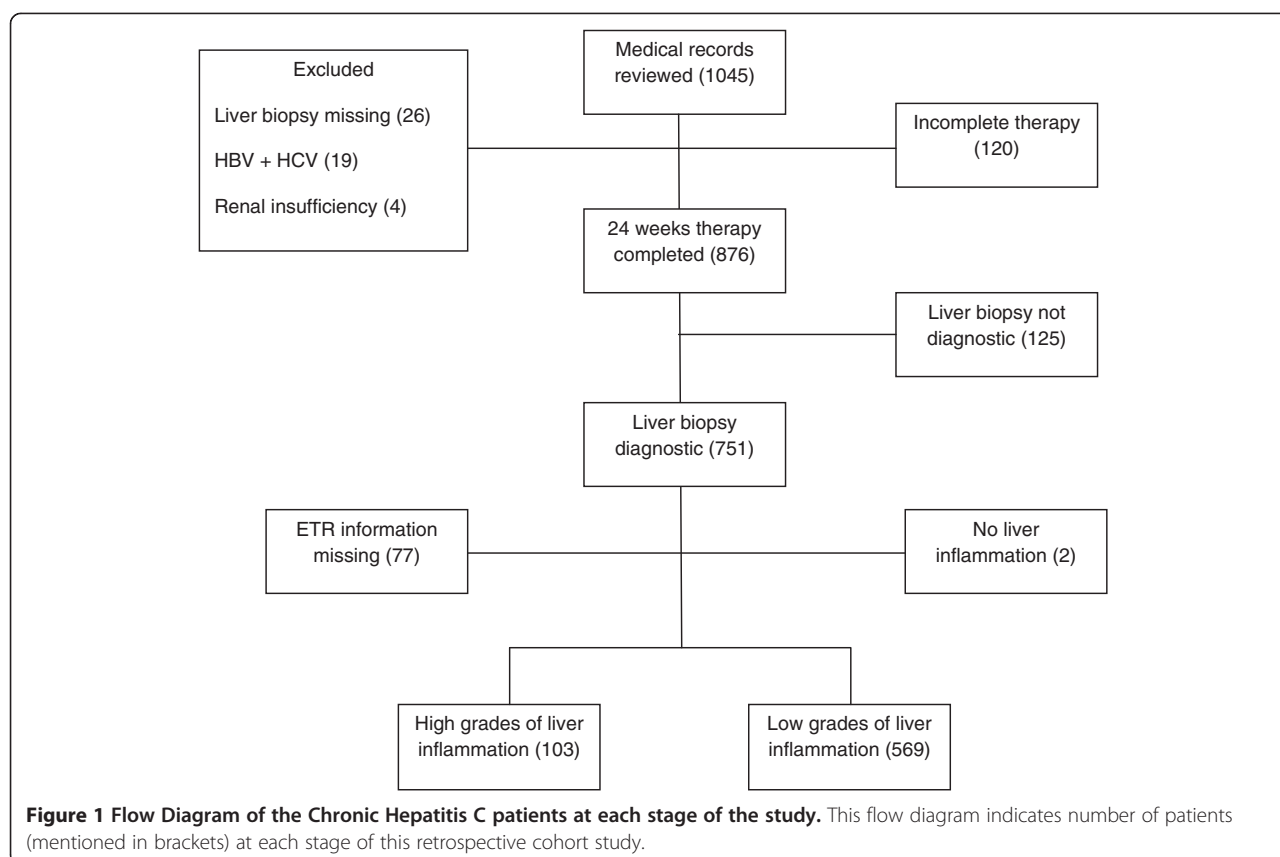 Medical records
reviewed (1045)
Excluded
Liver biopsy missing (26)
HBV + HCV (19)
Renal insufficiency (4)
Incomplete therapy
(120)
24 weeks therapy
completed (876)
Liver biopsy not
diagnostic (125)
Liver biopsy
diagnostic (751)
ETR information
missing (77)
No liver
inflammation (2)
High grades of liver
inflammation (103)
Low grades of liver
inflammation (569)
Figure 1 Flow Diagram of the Chronic Hepatitis C patients at each stage of the study. This flow diagram indicates number of patients
(mentioned in brackets) at each stage of this retrospective cohort study.